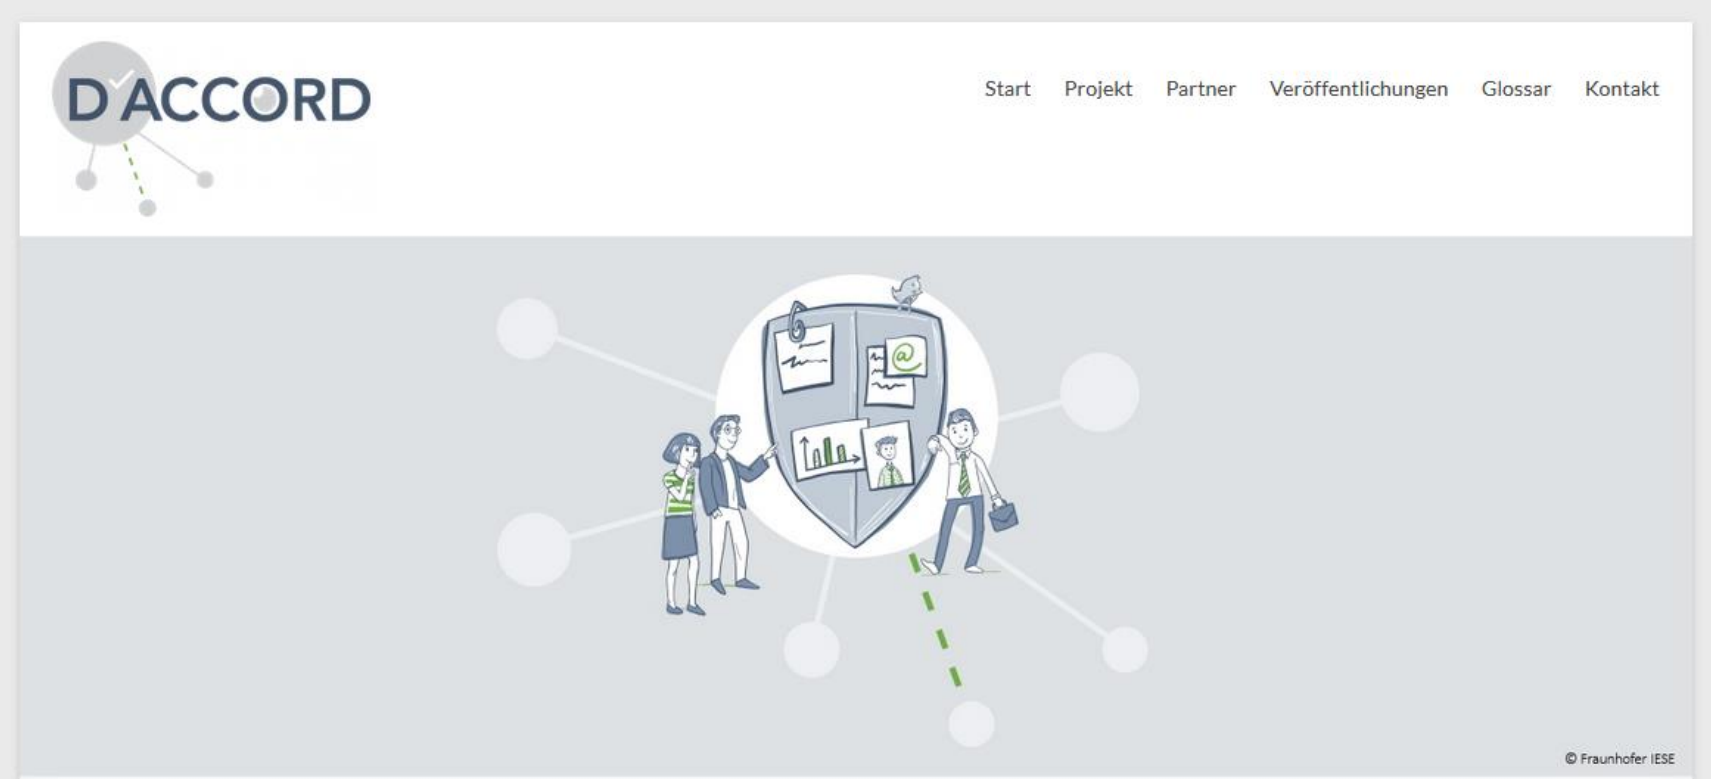 D'ACCORD
Start Projekt Partner Veröffentlichungen Glossar Kontakt
@
© Fraunhofer IESE